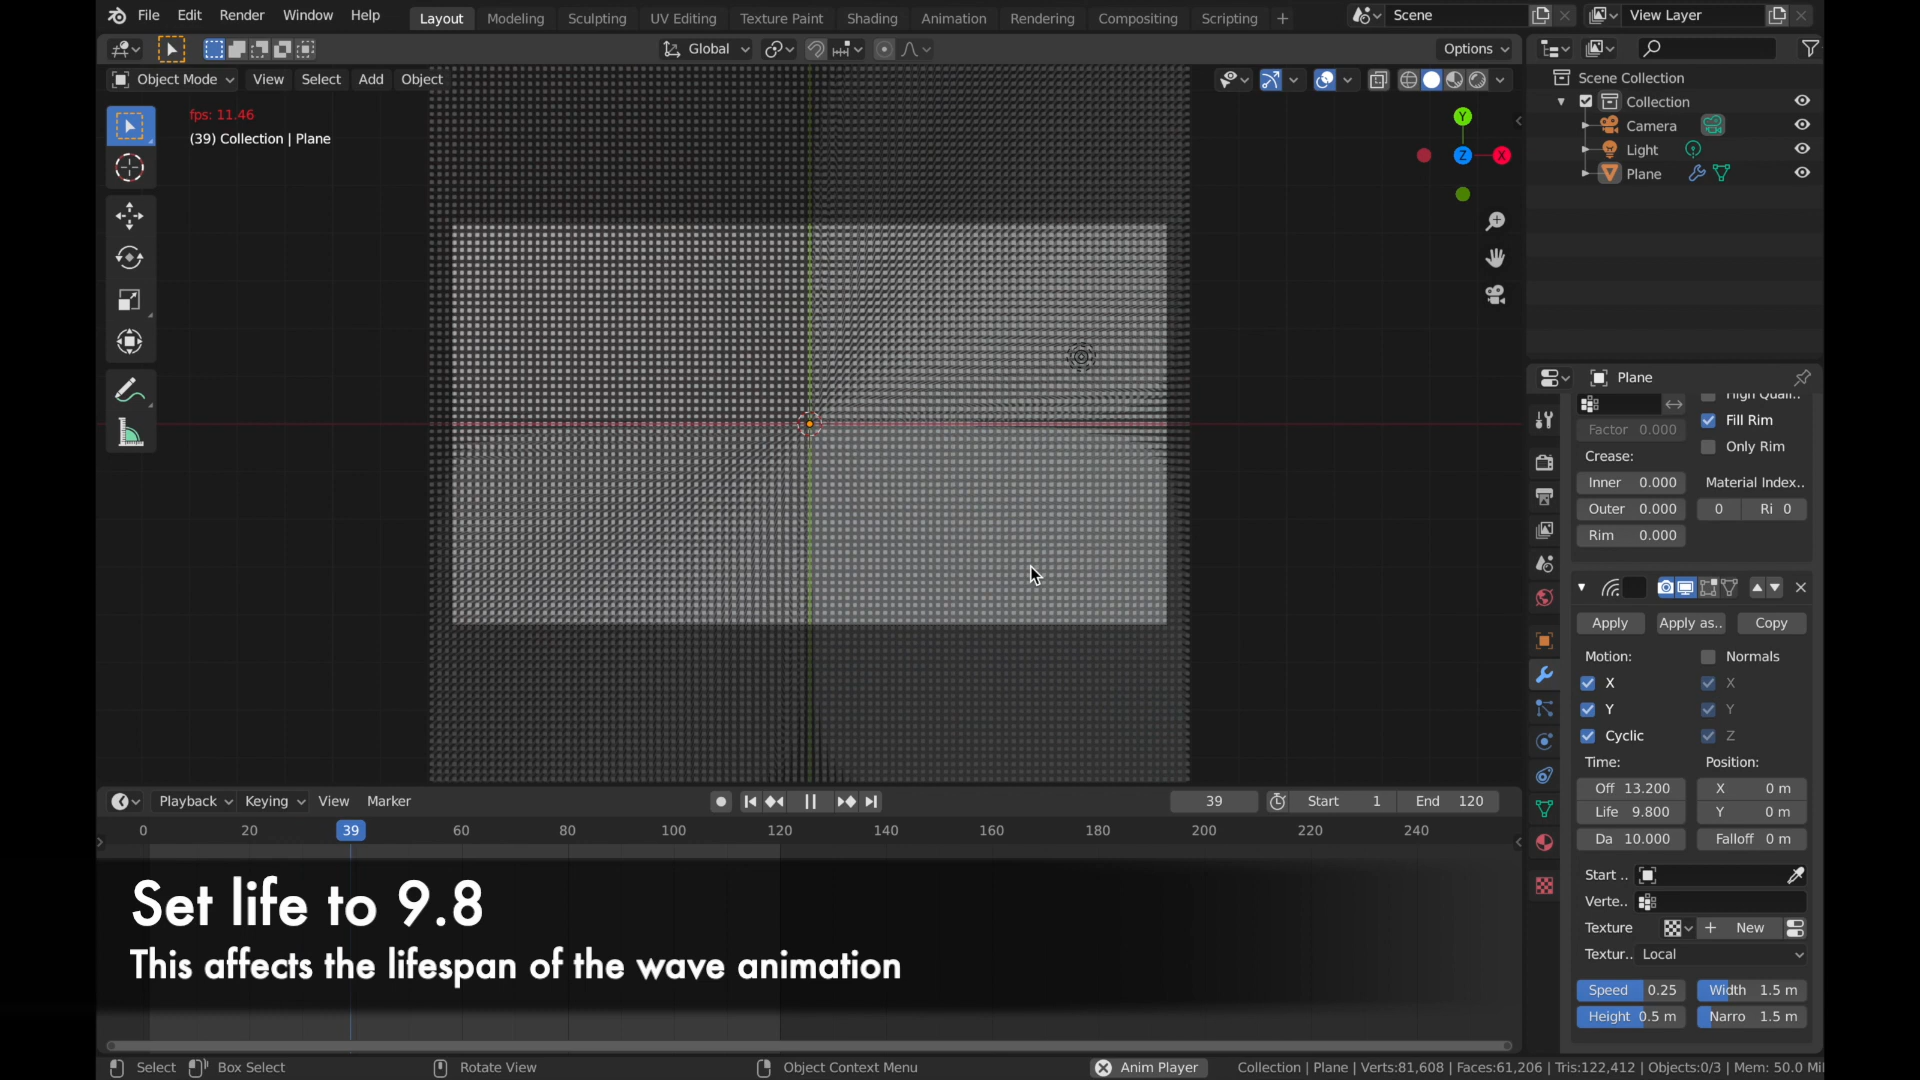 File Edit Render Window Help Layout Modeling Sculpting UV Editing Texture Paint Shading Animation Rendering Compositing Scripting + Scene View Layer
Global Options
Object Mode View Select Add Object
fps: 11.46
(39) Collection | Plane
Y
Z
X
Scene Collection
Collection
Camera
Light
Plane
Plane
High Quali..
Factor 0.000
Fill Rim
Only Rim
Crease:
Inner 0.000
Material Index..
Outer 0.000
0
Ri 0
Rim 0.000
Apply Apply as.. Copy
Motion:
Normals
X X
Y Y
Cyclic Z
Time: Position:
Off 13.200 X 0 m
Life 9.800 Y 0 m
Da 10.000 Falloff 0 m
Start ..
Verte..
Texture + New
Textur.. Local
Speed 0.25 Width 1.5 m
Height 0.5 m Narro 1.5 m
Playback Keying View Marker 39 Start 1 End 120
0 20 39 60 80 100 120 140 160 180 200 220 240
Set life to 9.8
This affects the lifespan of the wave animation
Select Box Select Rotate View Object Context Menu Anim Player Collection | Plane | Verts:81,608 | Faces:61,206 | Tris:122,412 | Objects:0/3 | Mem: 50.0 Mi